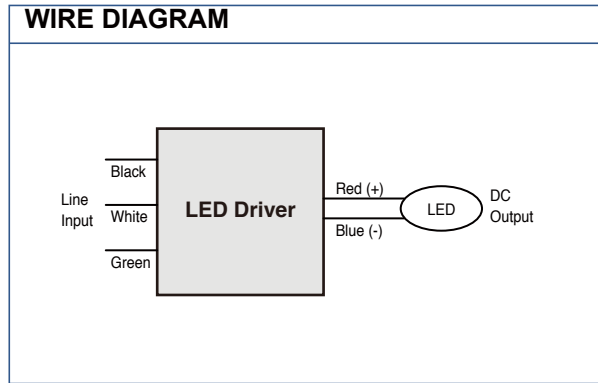 WIRE DIAGRAM
Black
Line
Input
White
Green
LED Driver
Red (+)
Blue (-)
LED
DC
Output